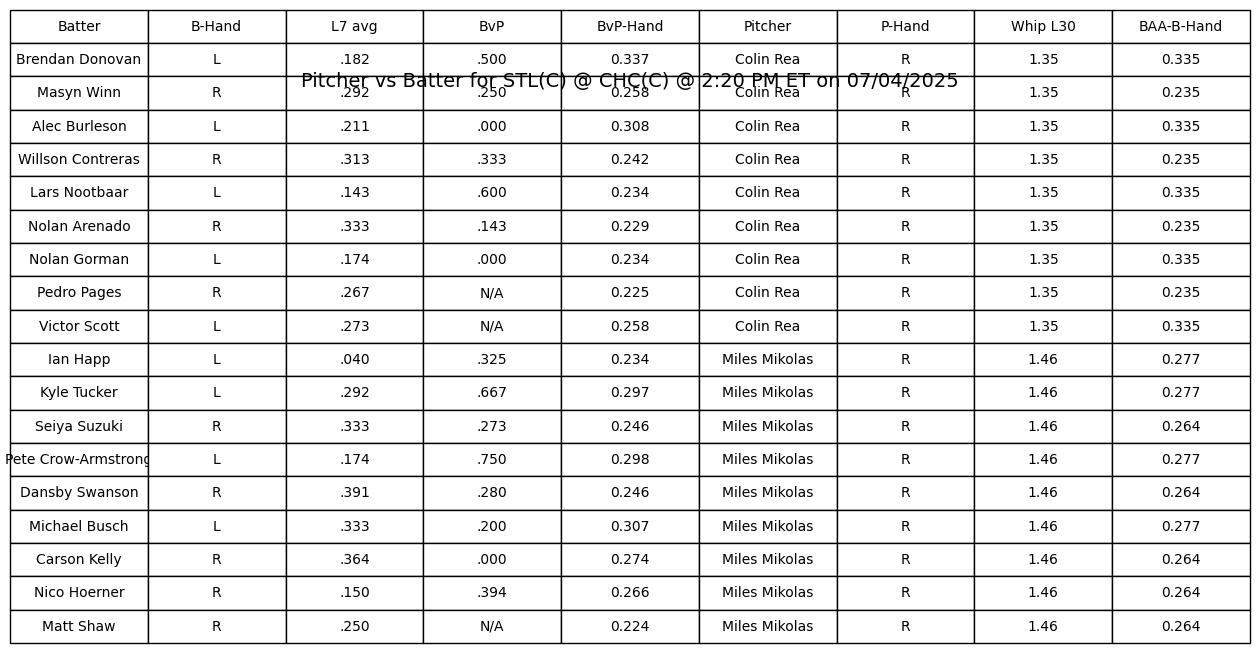 Batter B-Hand L7 avg BvP BvP-Hand Pitcher P-Hand Whip L30 BAA-B-Hand
Brendan Donovan L .182 .500 0.337 Colin Rea R 1.35 0.335
Pitcher vs Batter for STL(C) @ CHC(C) @ 2:20 PM ET on 07/04/2025
Masyn Winn R .292 .250 0.258 Colin Rea R 1.35 0.235
Alec Burleson L .211 .000 0.308 Colin Rea R 1.35 0.335
Willson Contreras R .313 .333 0.242 Colin Rea R 1.35 0.235
Lars Nootbaar L .143 .600 0.234 Colin Rea R 1.35 0.335
Nolan Arenado R .333 .143 0.229 Colin Rea R 1.35 0.235
Nolan Gorman L .174 .000 0.234 Colin Rea R 1.35 0.335
Pedro Pages R .267 N/A 0.225 Colin Rea R 1.35 0.235
Victor Scott L .273 N/A 0.258 Colin Rea R 1.35 0.335
Ian Happ L .040 .325 0.234 Miles Mikolas R 1.46 0.277
Kyle Tucker L .292 .667 0.297 Miles Mikolas R 1.46 0.277
Seiya Suzuki R .333 .273 0.246 Miles Mikolas R 1.46 0.264
Pete Crow-Armstrong L .174 .750 0.298 Miles Mikolas R 1.46 0.277
Dansby Swanson R .391 .280 0.246 Miles Mikolas R 1.46 0.264
Michael Busch L .333 .200 0.307 Miles Mikolas R 1.46 0.277
Carson Kelly R .364 .000 0.274 Miles Mikolas R 1.46 0.264
Nico Hoerner R .150 .394 0.266 Miles Mikolas R 1.46 0.264
Matt Shaw R .250 N/A 0.224 Miles Mikolas R 1.46 0.264